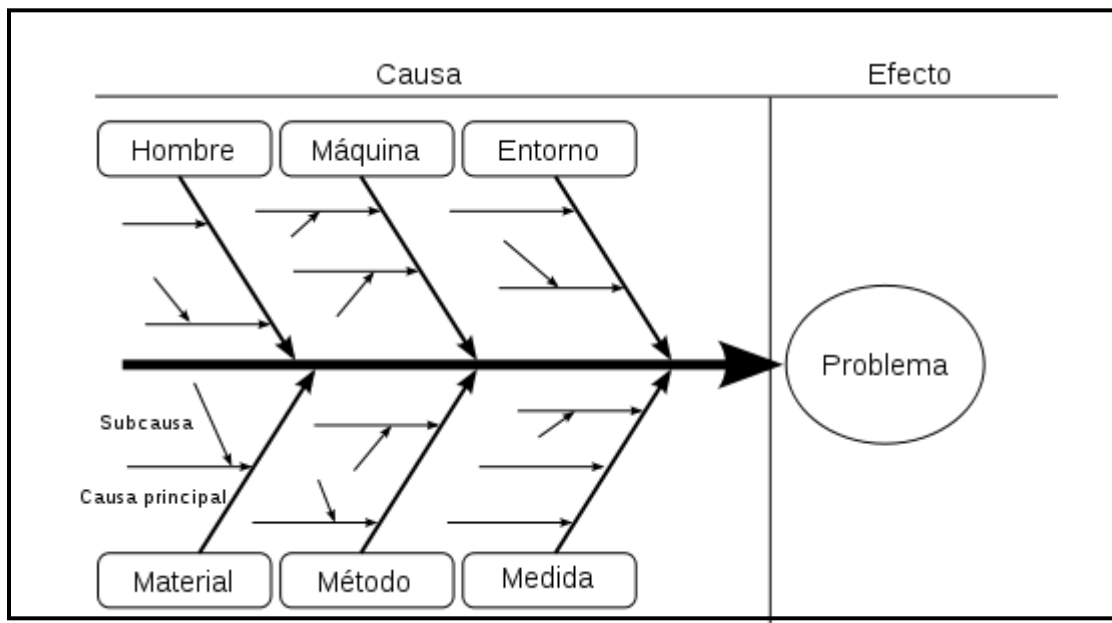 Causa
Efecto
Hombre
Máquina
Entorno
Problema
Subcausa
Causa principal
Material
Método
Medida